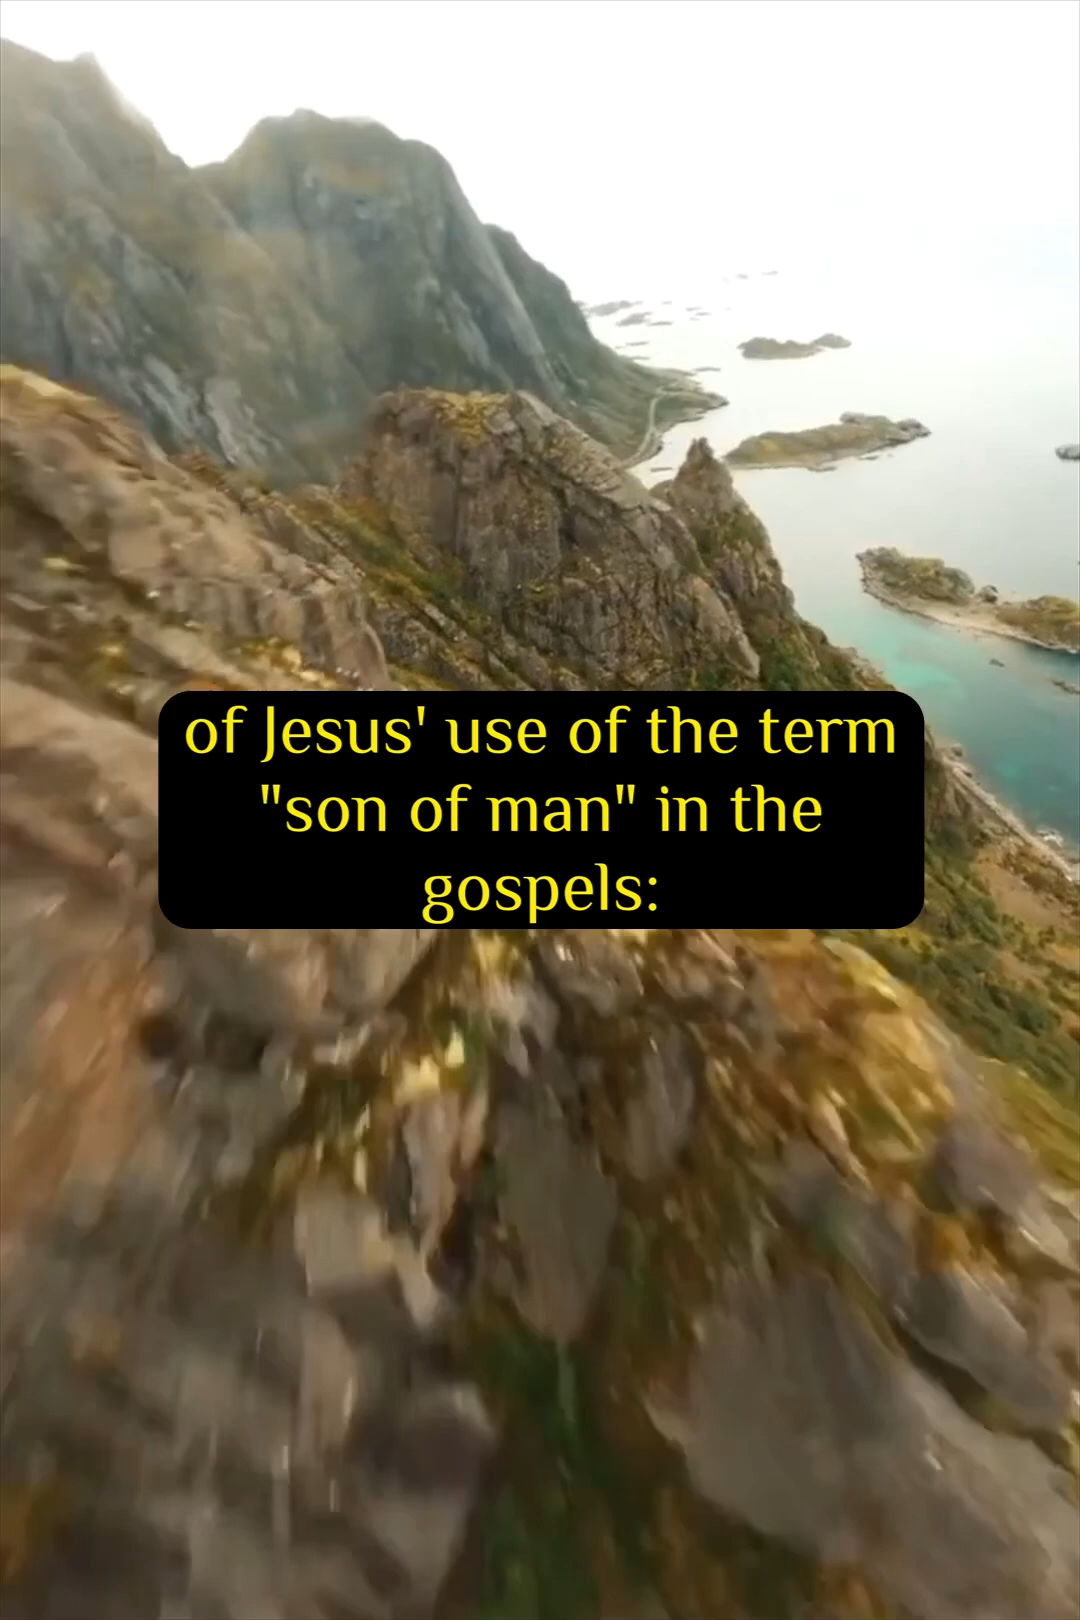 of Jesus' use of the term
"son of man" in the
gospels: